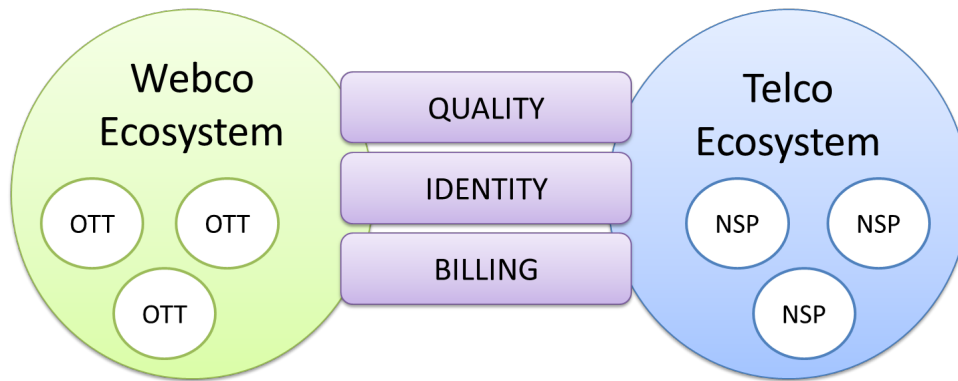 Webco
Ecosystem
OTT
OTT
OTT
QUALITY
IDENTITY
BILLING
Telco
Ecosystem
NSP
NSP
NSP